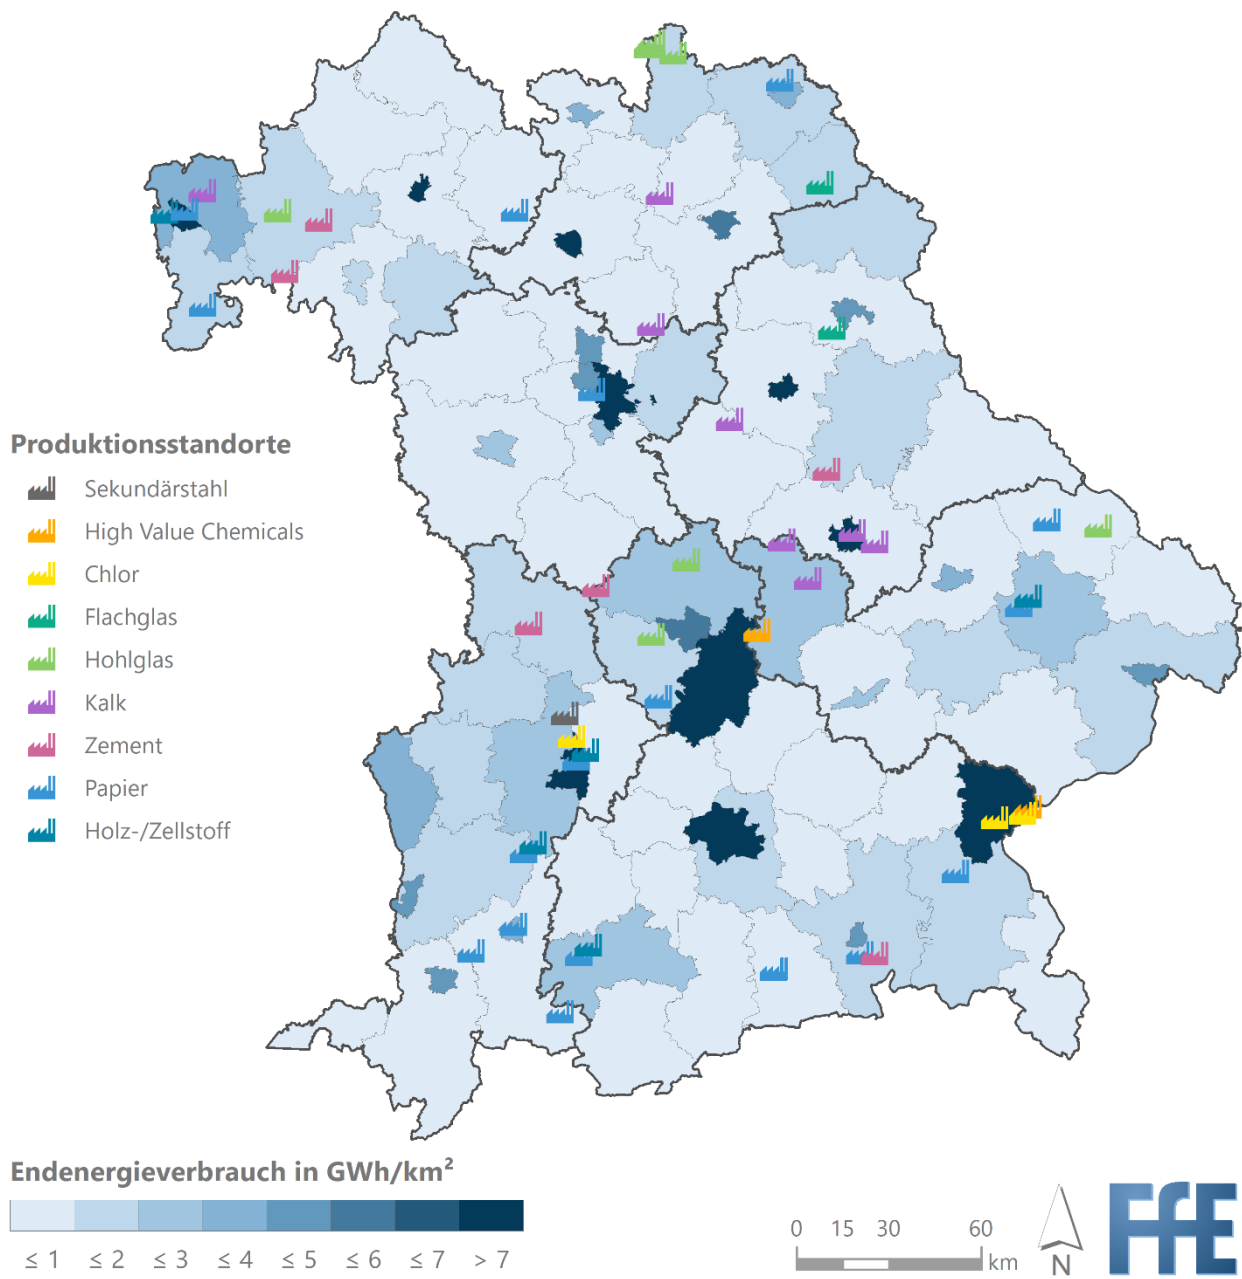 Produktionsstandorte
Sekundärstahl
High Value Chemicals
Chlor
Flachglas
Hohlglas
Kalk
Zement
Papier
Holz-/Zellstoff
Endenergieverbrauch in GWh/km²
≤ 1 ≤ 2 ≤ 3 ≤ 4 ≤ 5 ≤ 6 ≤ 7 > 7
0 15 30 60
km
N
FfE